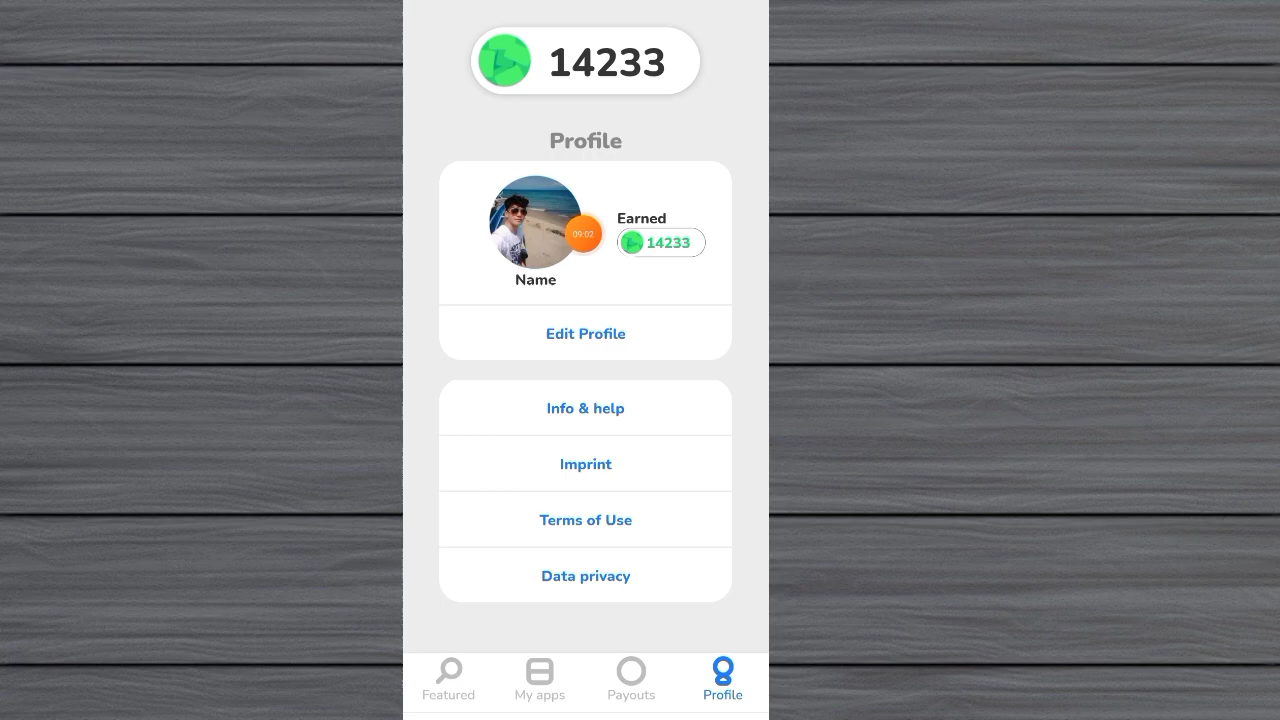 14233
Profile
Earned
14233
09:02
Name
Edit Profile
Info & help
Imprint
Terms of Use
Data privacy
Featured
My apps
Payouts
Profile